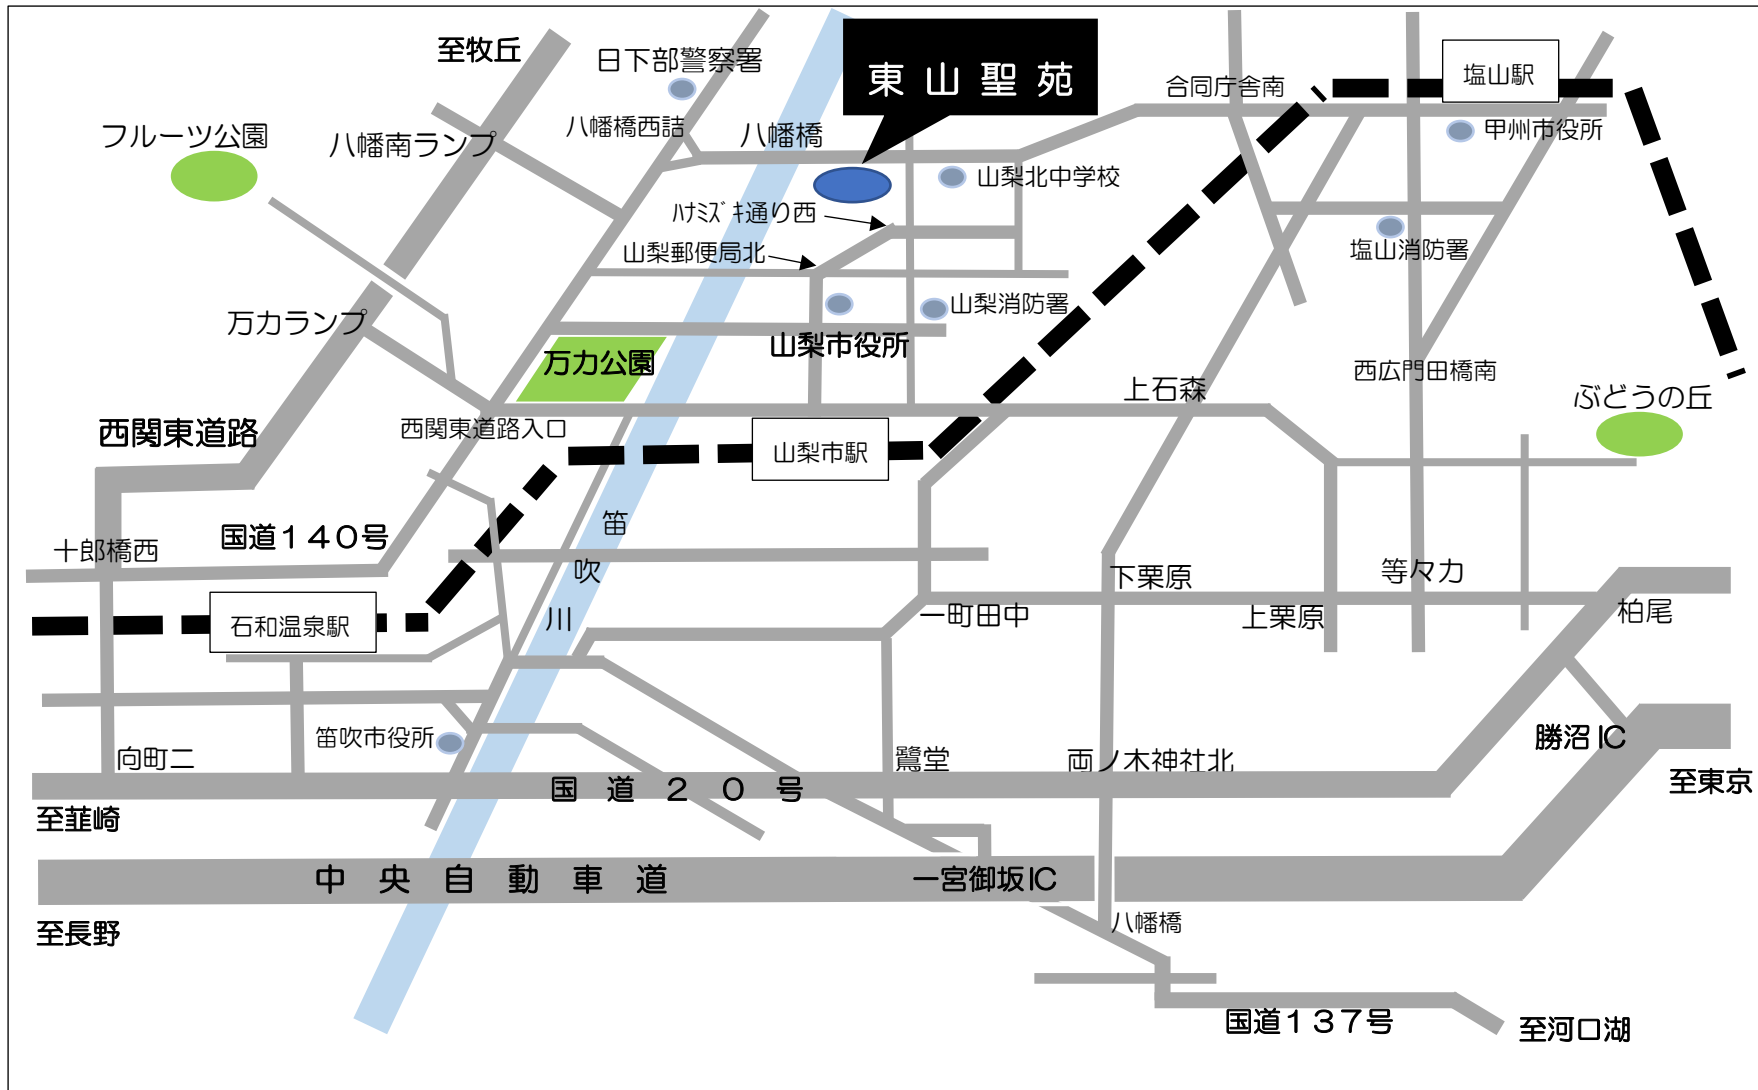 至牧丘
日下部警察署
東山聖苑
塩山駅
合同庁舎南
フルーツ公園
八幡南ランプ
八幡橋西詰
八幡橋
甲州市役所
山梨北中学校
ﾊﾅﾐｽﾞｷ通り西
山梨郵便局北
塩山消防署
山梨消防署
万力ランプ
山梨市役所
万力公園
西広門田橋南
上石森
ぶどうの丘
西関東道路
西関東道路入口
山梨市駅
笛
吹
川
国道140号
十郎橋西
下栗原
等々力
石和温泉駅
一町田中
上栗原
柏尾
笛吹市役所
勝沼IC
向町二
鷺堂
両ノ木神社北
国道20号
至東京
至韮崎
中央自動車道
一宮御坂IC
至長野
八幡橋
国道137号
至河口湖